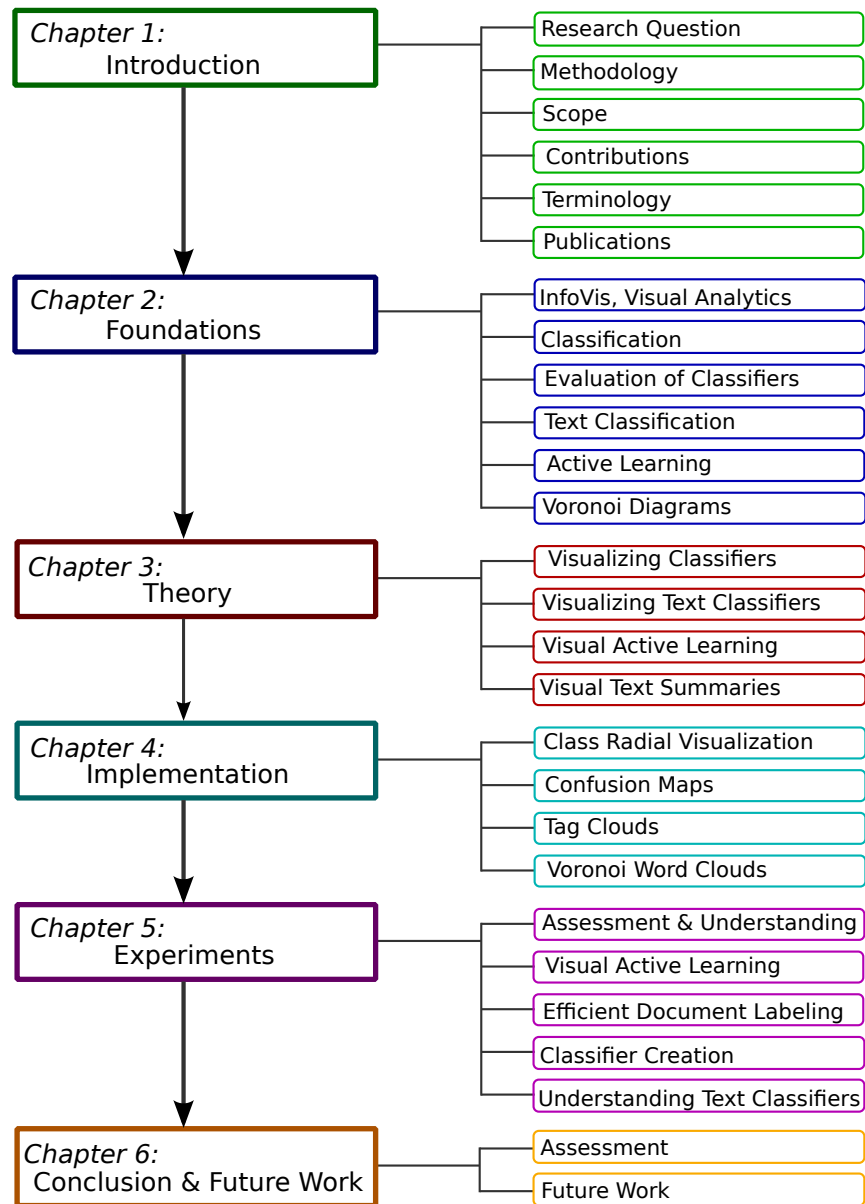 Chapter 1:
Introduction
Research Question
Methodology
Scope
Contributions
Terminology
Publications
Chapter 2:
Foundations
InfoVis, Visual Analytics
Classification
Evaluation of Classifiers
Text Classification
Active Learning
Voronoi Diagrams
Chapter 3:
Theory
Visualizing Classifiers
Visualizing Text Classifiers
Visual Active Learning
Visual Text Summaries
Chapter 4:
Implementation
Class Radial Visualization
Confusion Maps
Tag Clouds
Voronoi Word Clouds
Chapter 5:
Experiments
Assessment & Understanding
Visual Active Learning
Efficient Document Labeling
Classifier Creation
Understanding Text Classifiers
Chapter 6:
Conclusion & Future Work
Assessment
Future Work